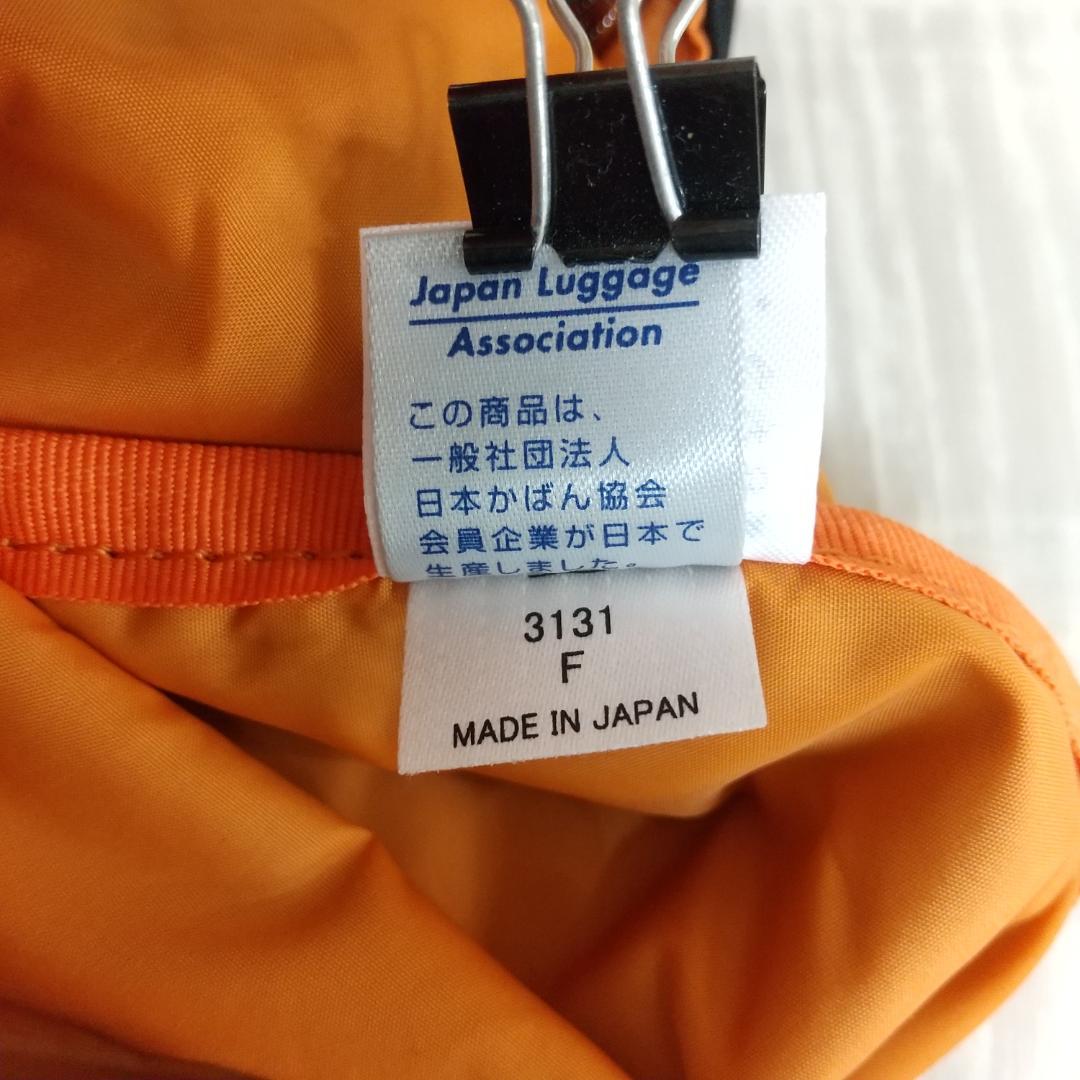 Japan Luggage
Association
この商品は、
一般社団法人
日本かばん協会
会員企業が日本で
生産しました。
3131
F
MADE IN JAPAN